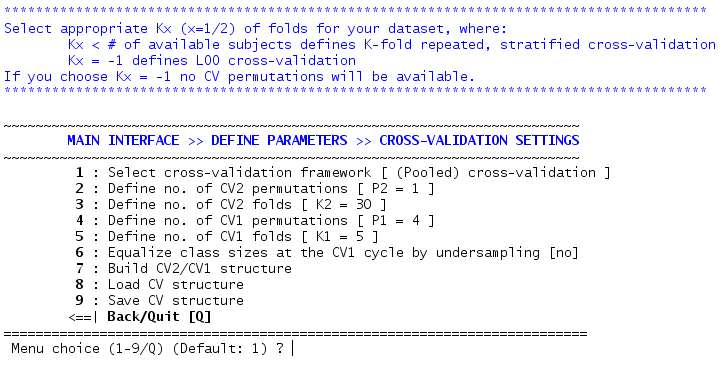 ****************************************************************************************
Select appropriate Kx (x=1/2) of folds for your dataset, where:
Kx < # of available subjects defines K-fold repeated, stratified cross-validation
Kx = -1 defines LOO cross-validation
If you choose Kx = -1 no CV permutations will be available.
****************************************************************************************
~~~~~~~~~~~~~~~~~~~~~~~~~~~~~~~~~~~~~~~~~~~~~~~~~~~~~~~~~~~~~~~~~~~~~~~~
MAIN INTERFACE >> DEFINE PARAMETERS >> CROSS-VALIDATION SETTINGS
~~~~~~~~~~~~~~~~~~~~~~~~~~~~~~~~~~~~~~~~~~~~~~~~~~~~~~~~~~~~~~~~~~~~~~~~
1 : Select cross-validation framework [ (Pooled) cross-validation ]
2 : Define no. of CV2 permutations [ P2 = 1 ]
3 : Define no. of CV2 folds [ K2 = 30 ]
4 : Define no. of CV1 permutations [ P1 = 4 ]
5 : Define no. of CV1 folds [ K1 = 5 ]
6 : Equalize class sizes at the CV1 cycle by undersampling [no]
7 : Build CV2/CV1 structure
8 : Load CV structure
9 : Save CV structure
<==| Back/Quit [Q]
=========================================================================
Menu choice (1-9/Q) (Default: 1) ? |